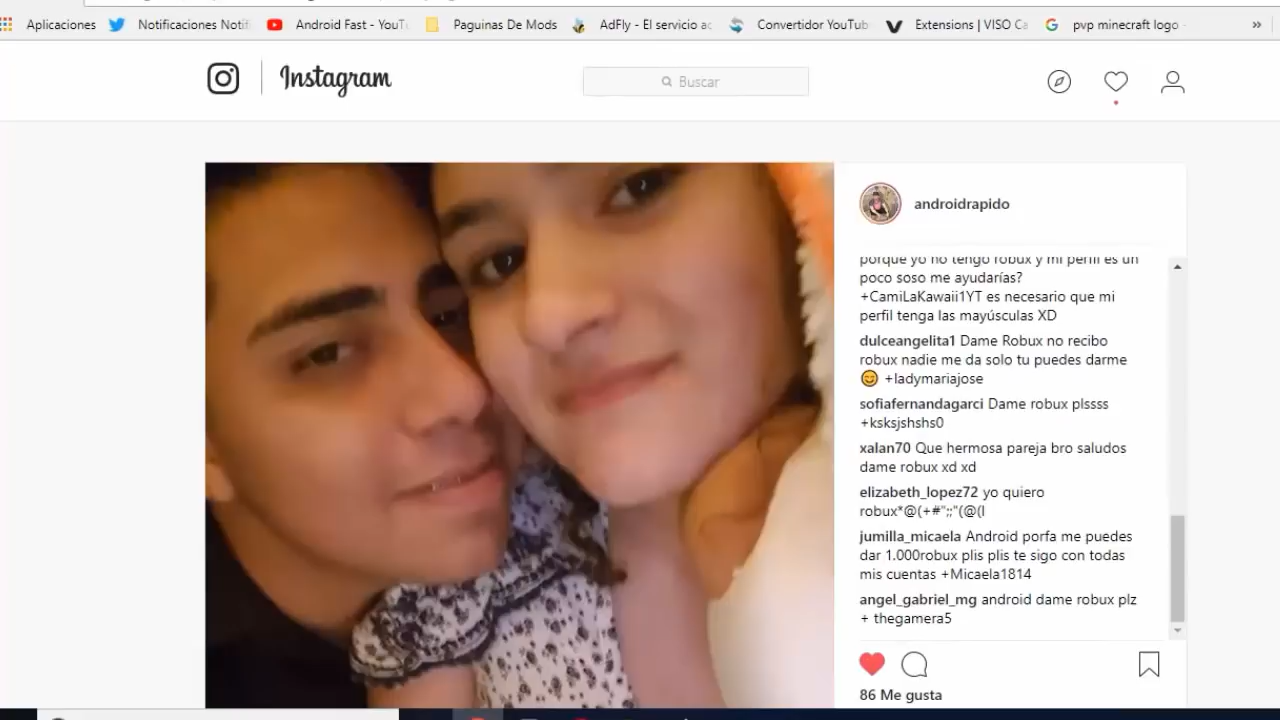 Aplicaciones Notificaciones Android Fast - YouT Paguinas De Mods AdFly - El servicio ac Convertidor YouTub Extensions | VISO Ca pvp minecraft logo - »
Instagram Buscar
androidrapido
porque yo no tengo robux y mi perfil es un
poco soso me ayudarías?
+CamiLaKawaii1YT es necesario que mi
perfil tenga las mayúsculas XD
dulceangelita1 Dame Robux no recibo
robux nadie me da solo tu puedes darme
😊 +ladymariajose
sofiafernandagarci Dame robux plssss
+ksksjshshs0
xalan70 Que hermosa pareja bro saludos
dame robux xd xd
elizabeth_lopez72 yo quiero
robux*@(+#";;"(@(l
jumilla_micaela Android porfa me puedes
dar 1.000robux plis plis te sigo con todas
mis cuentas +Micaela1814
angel_gabriel_mg android dame robux plz
+ thegamera5
86 Me gusta